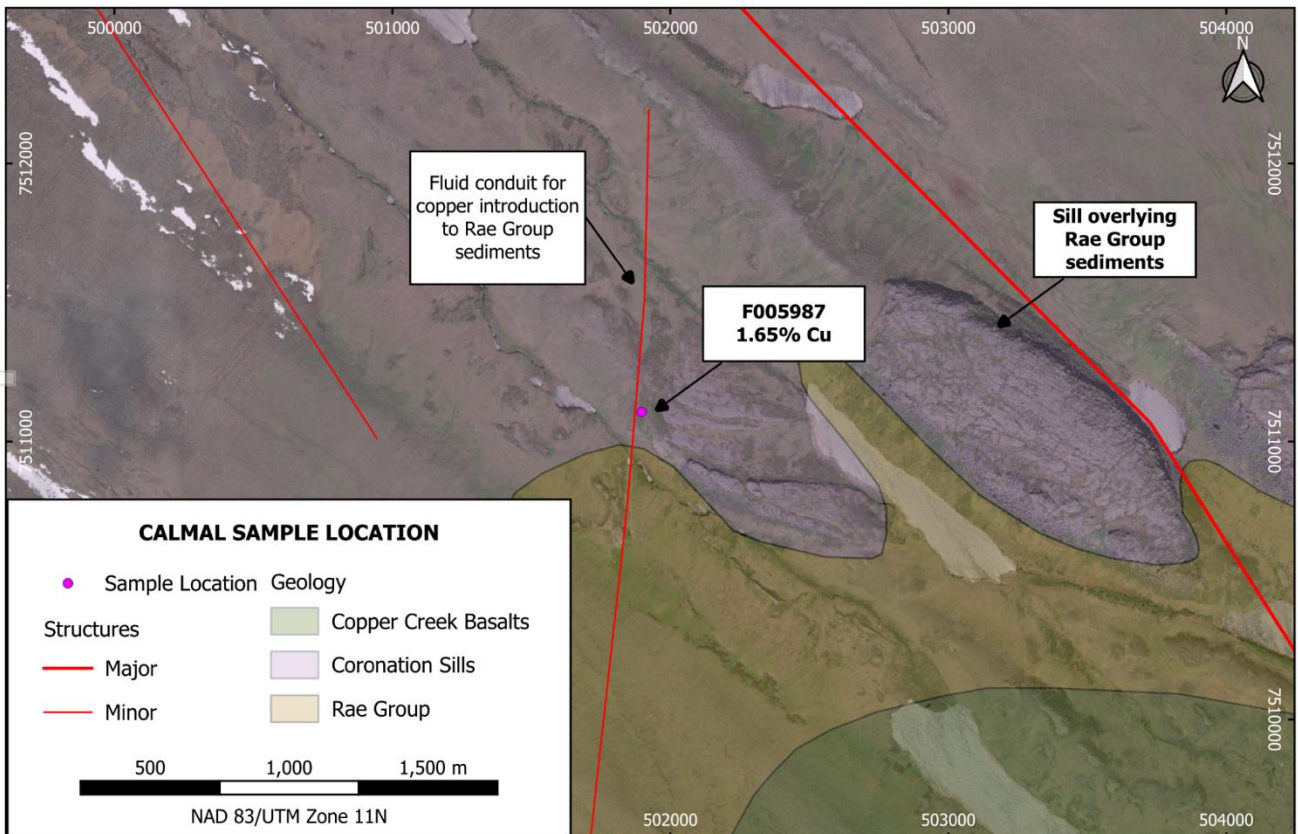 500000
501000
502000
503000
504000
N
7512000
7512000
Fluid conduit for
copper introduction
to Rae Group
sediments
Sill overlying
Rae Group
sediments
F005987
1.65% Cu
7511000
7511000
CALMAL SAMPLE LOCATION
Sample Location
Geology
Structures
Copper Creek Basalts
Major
Coronation Sills
Minor
Rae Group
500
1,000
1,500 m
NAD 83/UTM Zone 11N
7510000
502000
503000
504000